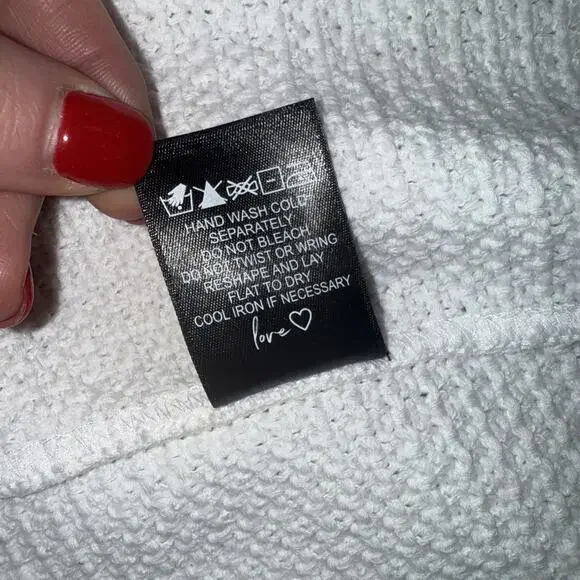 HAND WASH COLD
SEPARATELY
DO NOT BLEACH
DO NOT TWIST OR WRING
RESHAPE AND LAY
FLAT TO DRY
COOL IRON IF NECESSARY
love♡